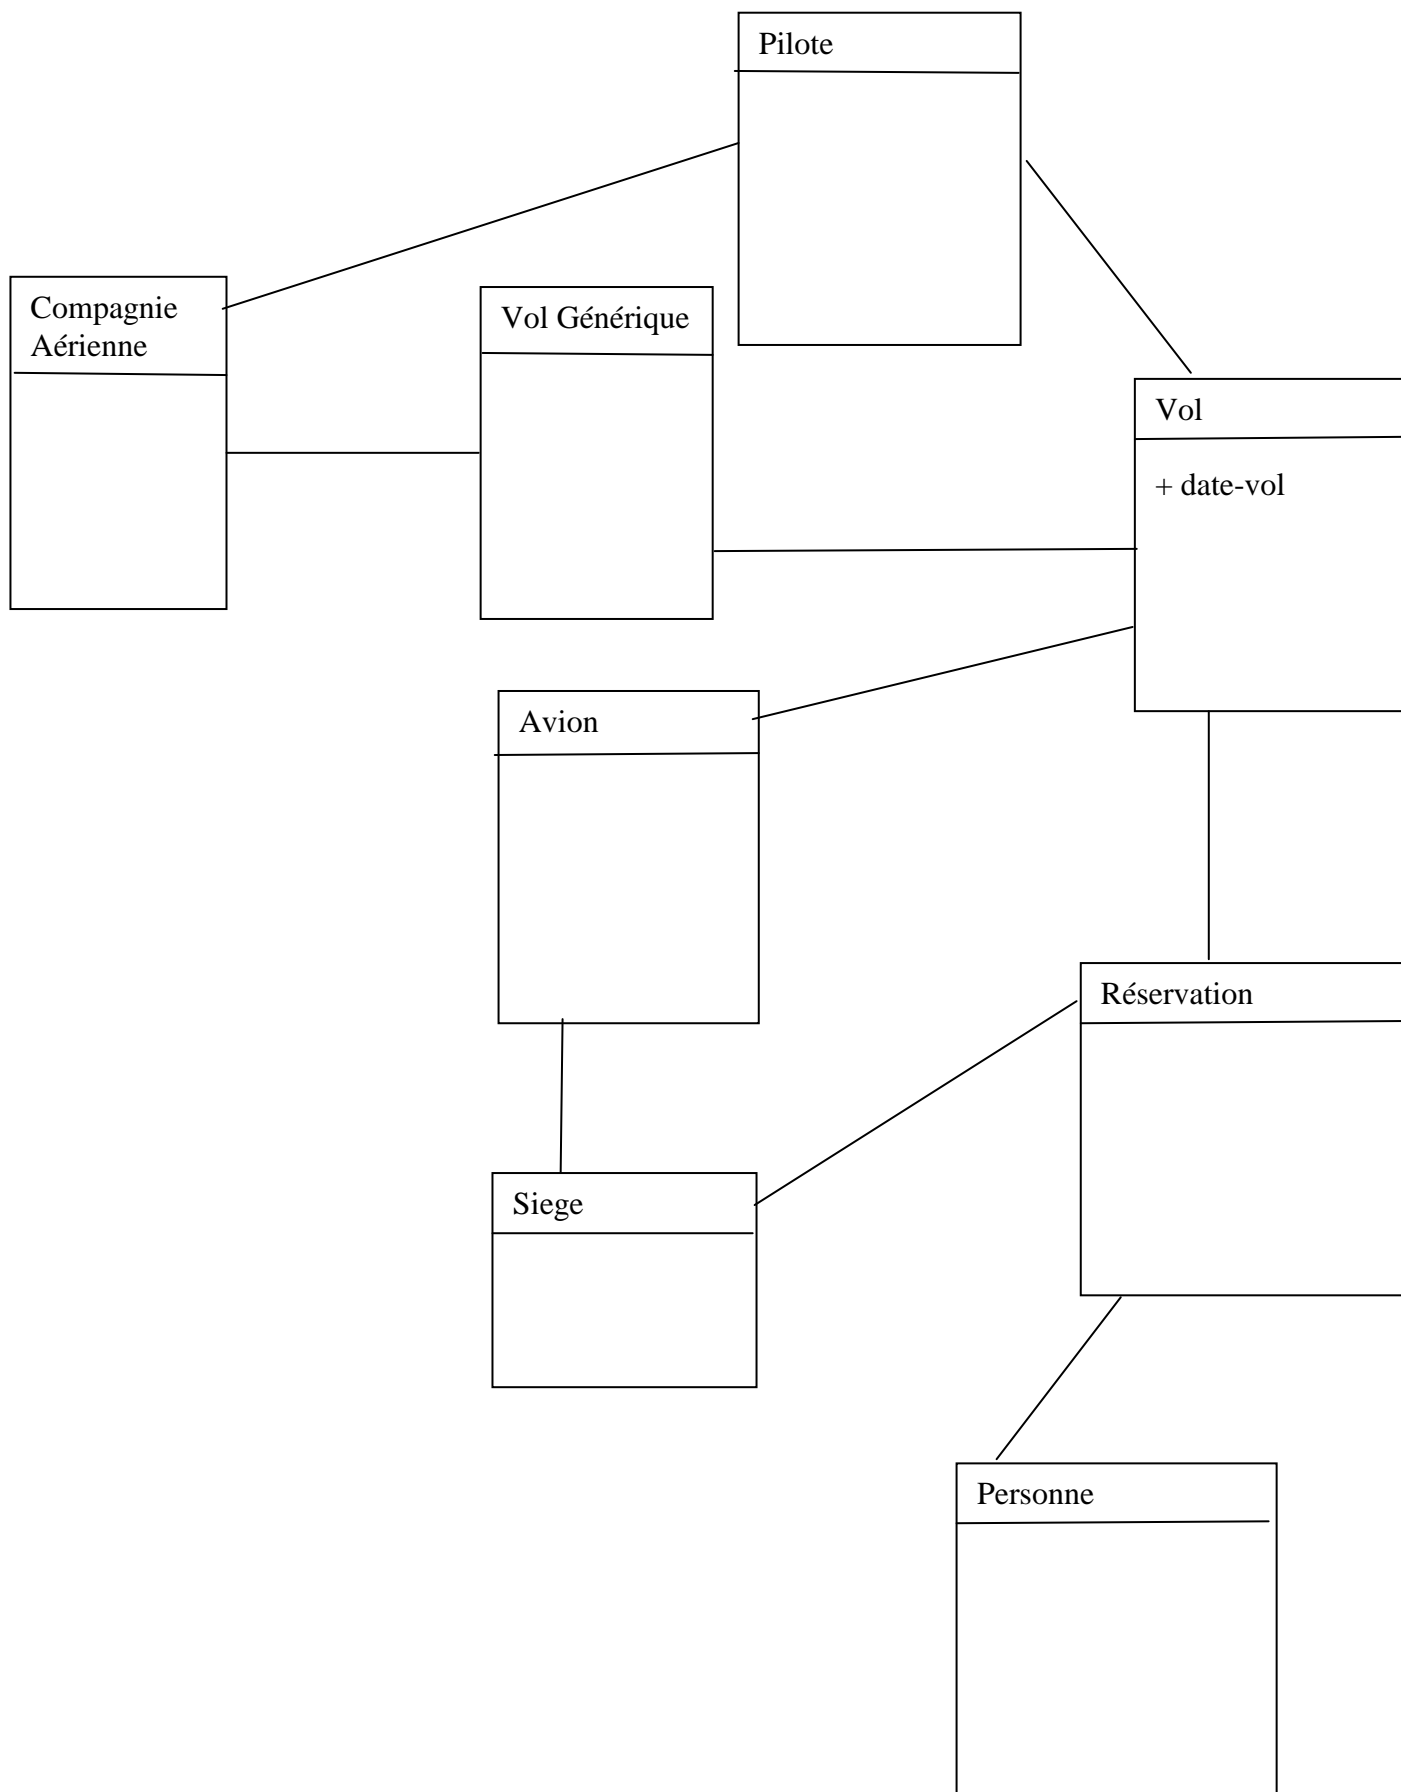 Pilote
Compagnie
Aérienne
Vol Générique
Vol
+ date-vol
Avion
Réservation
Siege
Personne